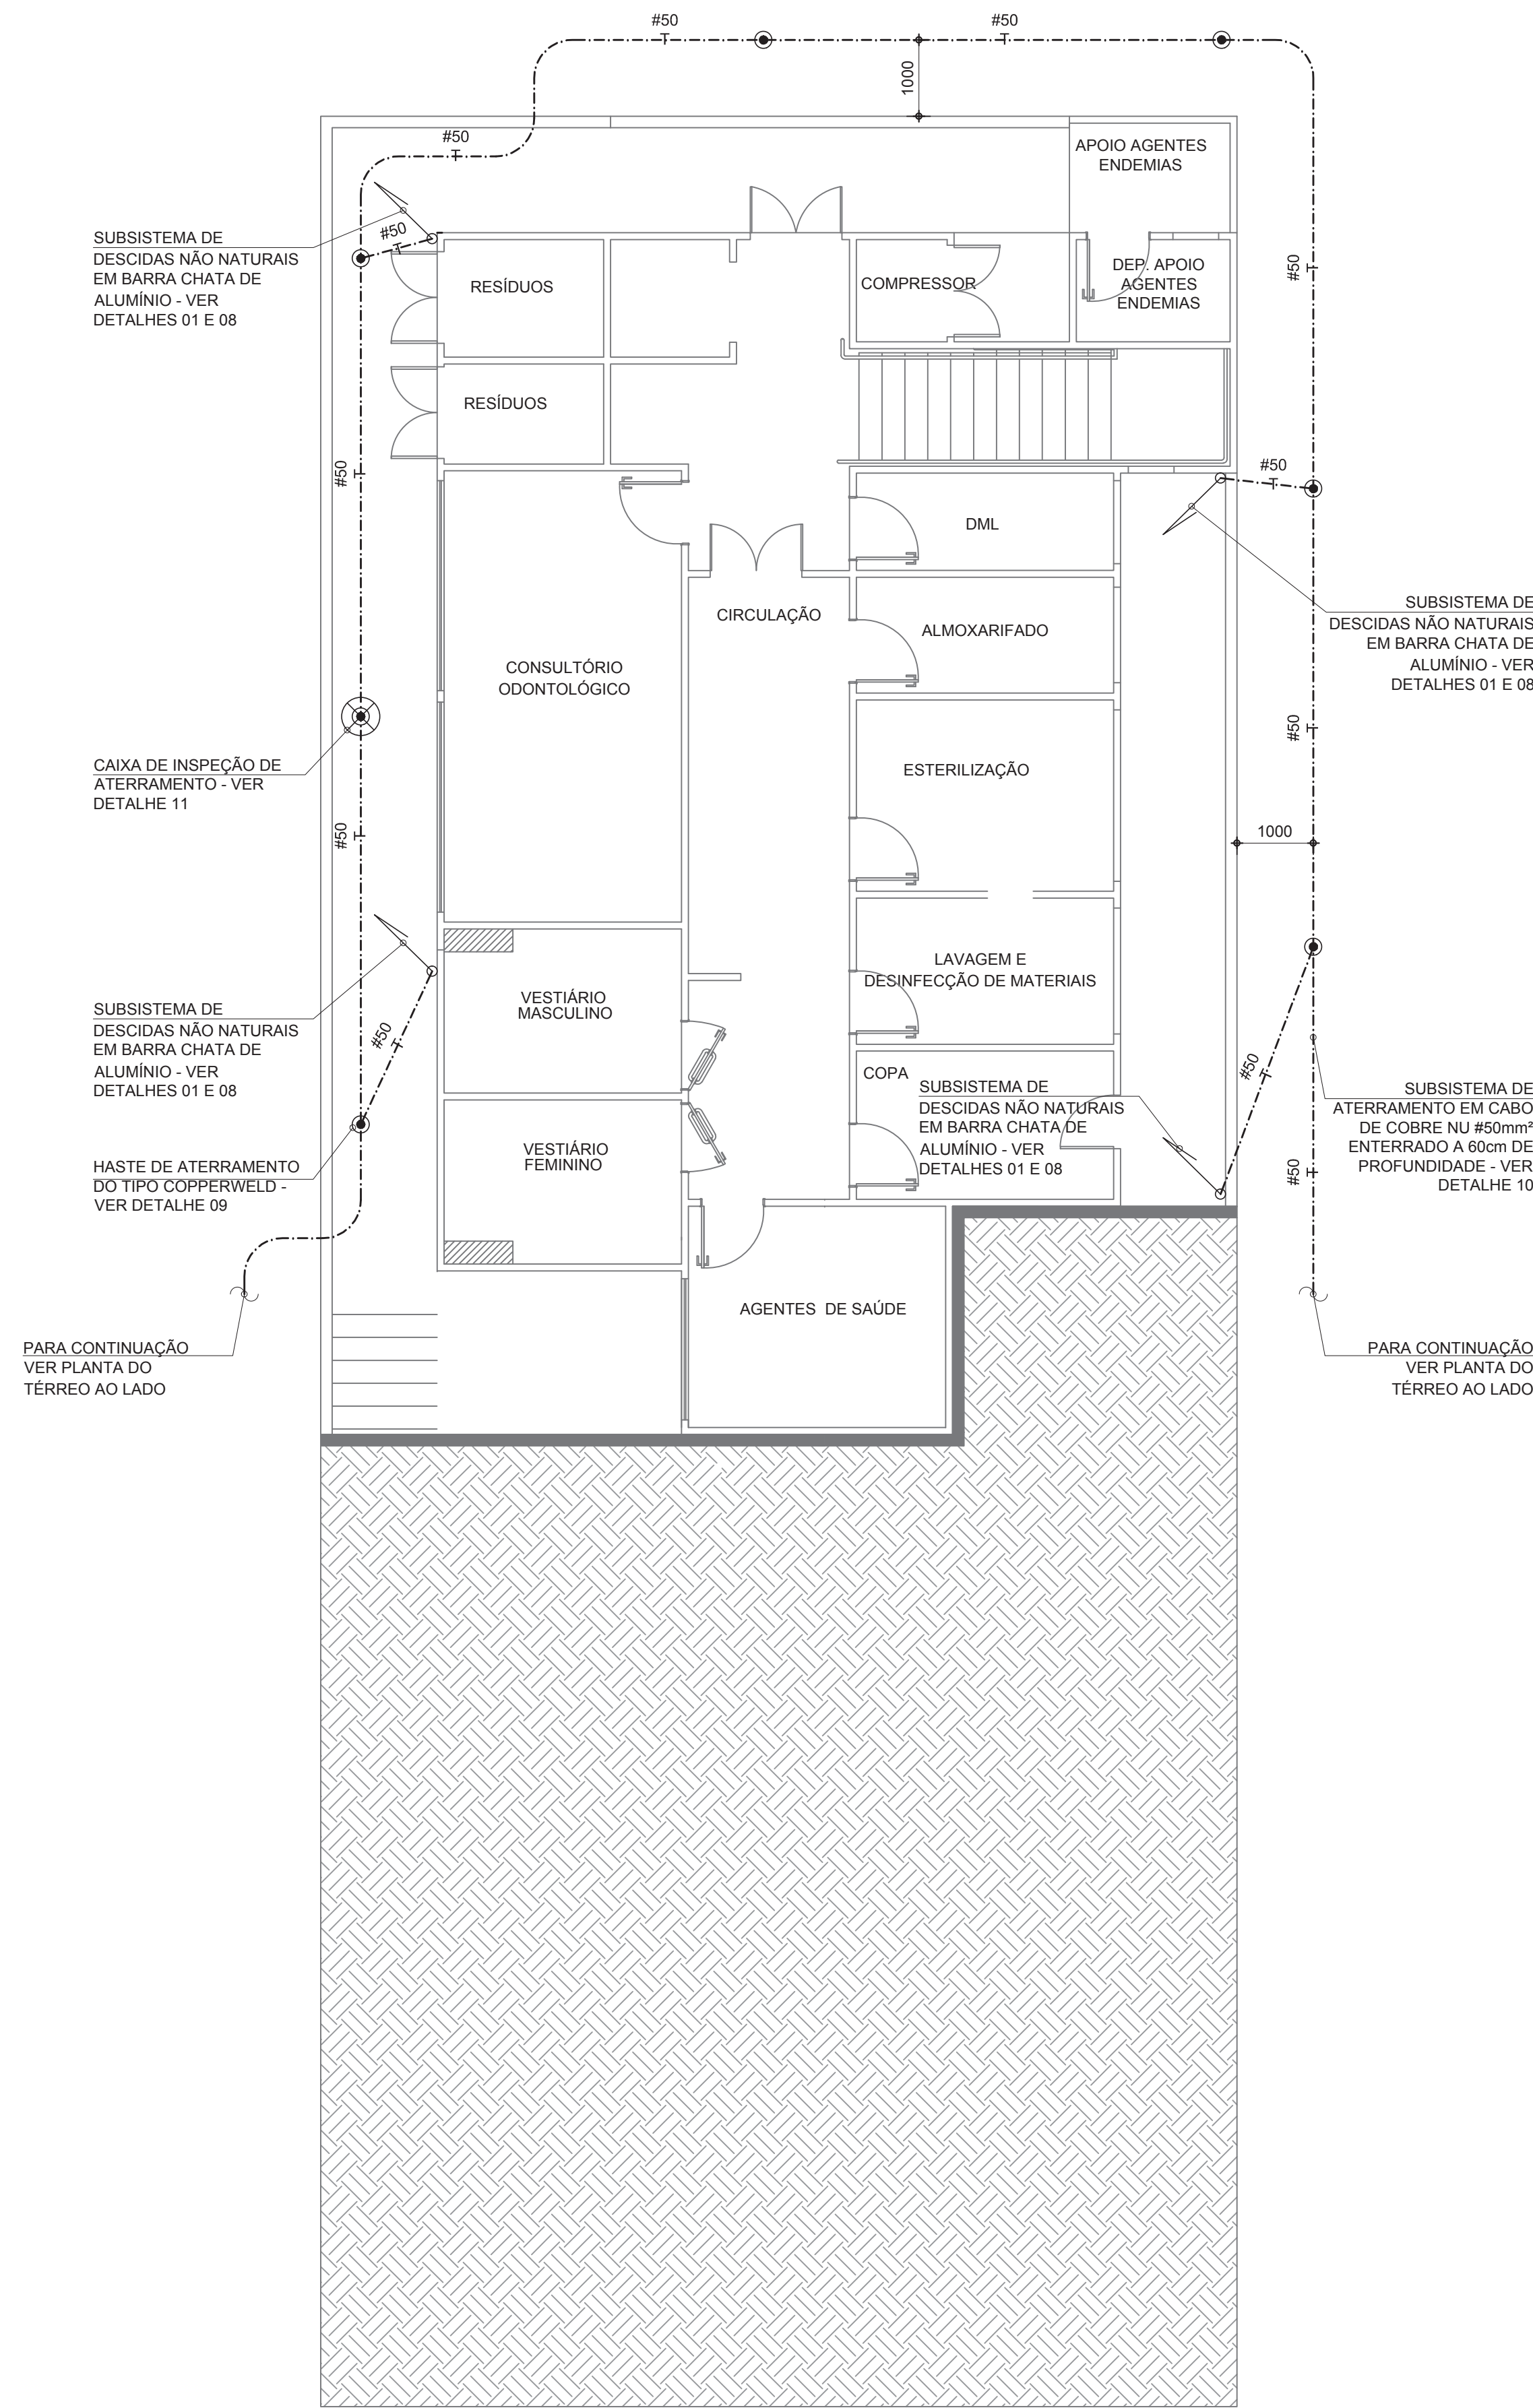 #50
#50
1000
#50
APOIO AGENTES
ENDEMIAS
SUBSISTEMA DE
DESCIDAS NÃO NATURAIS
EM BARRA CHATA DE
ALUMÍNIO - VER
DETALHES 01 E 08
#50
RESÍDUOS
COMPRESSOR
DEP. APOIO
AGENTES
ENDEMIAS
#50
RESÍDUOS
#50
#50
DML
SUBSISTEMA DE
DESCIDAS NÃO NATURAIS
EM BARRA CHATA DE
ALUMÍNIO - VER
DETALHES 01 E 08
CIRCULAÇÃO
ALMOXARIFADO
CONSULTÓRIO
ODONTOLÓGICO
#50
CAIXA DE INSPEÇÃO DE
ATERRAMENTO - VER
DETALHE 11
ESTERILIZAÇÃO
#50
1000
LAVAGEM E
DESINFECÇÃO DE MATERIAIS
VESTIÁRIO
MASCULINO
SUBSISTEMA DE
DESCIDAS NÃO NATURAIS
EM BARRA CHATA DE
ALUMÍNIO - VER
DETALHES 01 E 08
#50
COPA
SUBSISTEMA DE
DESCIDAS NÃO NATURAIS
EM BARRA CHATA DE
ALUMÍNIO - VER
DETALHES 01 E 08
#50
SUBSISTEMA DE
ATERRAMENTO EM CABO
DE COBRE NU #50mm²
ENTERRADO A 60cm DE
PROFUNDIDADE - VER
DETALHE 10
VESTIÁRIO
FEMININO
HASTE DE ATERRAMENTO
DO TIPO COPPERWELD -
VER DETALHE 09
#50
AGENTES DE SAÚDE
PARA CONTINUAÇÃO
VER PLANTA DO
TÉRREO AO LADO
PARA CONTINUAÇÃO
VER PLANTA DO
TÉRREO AO LADO